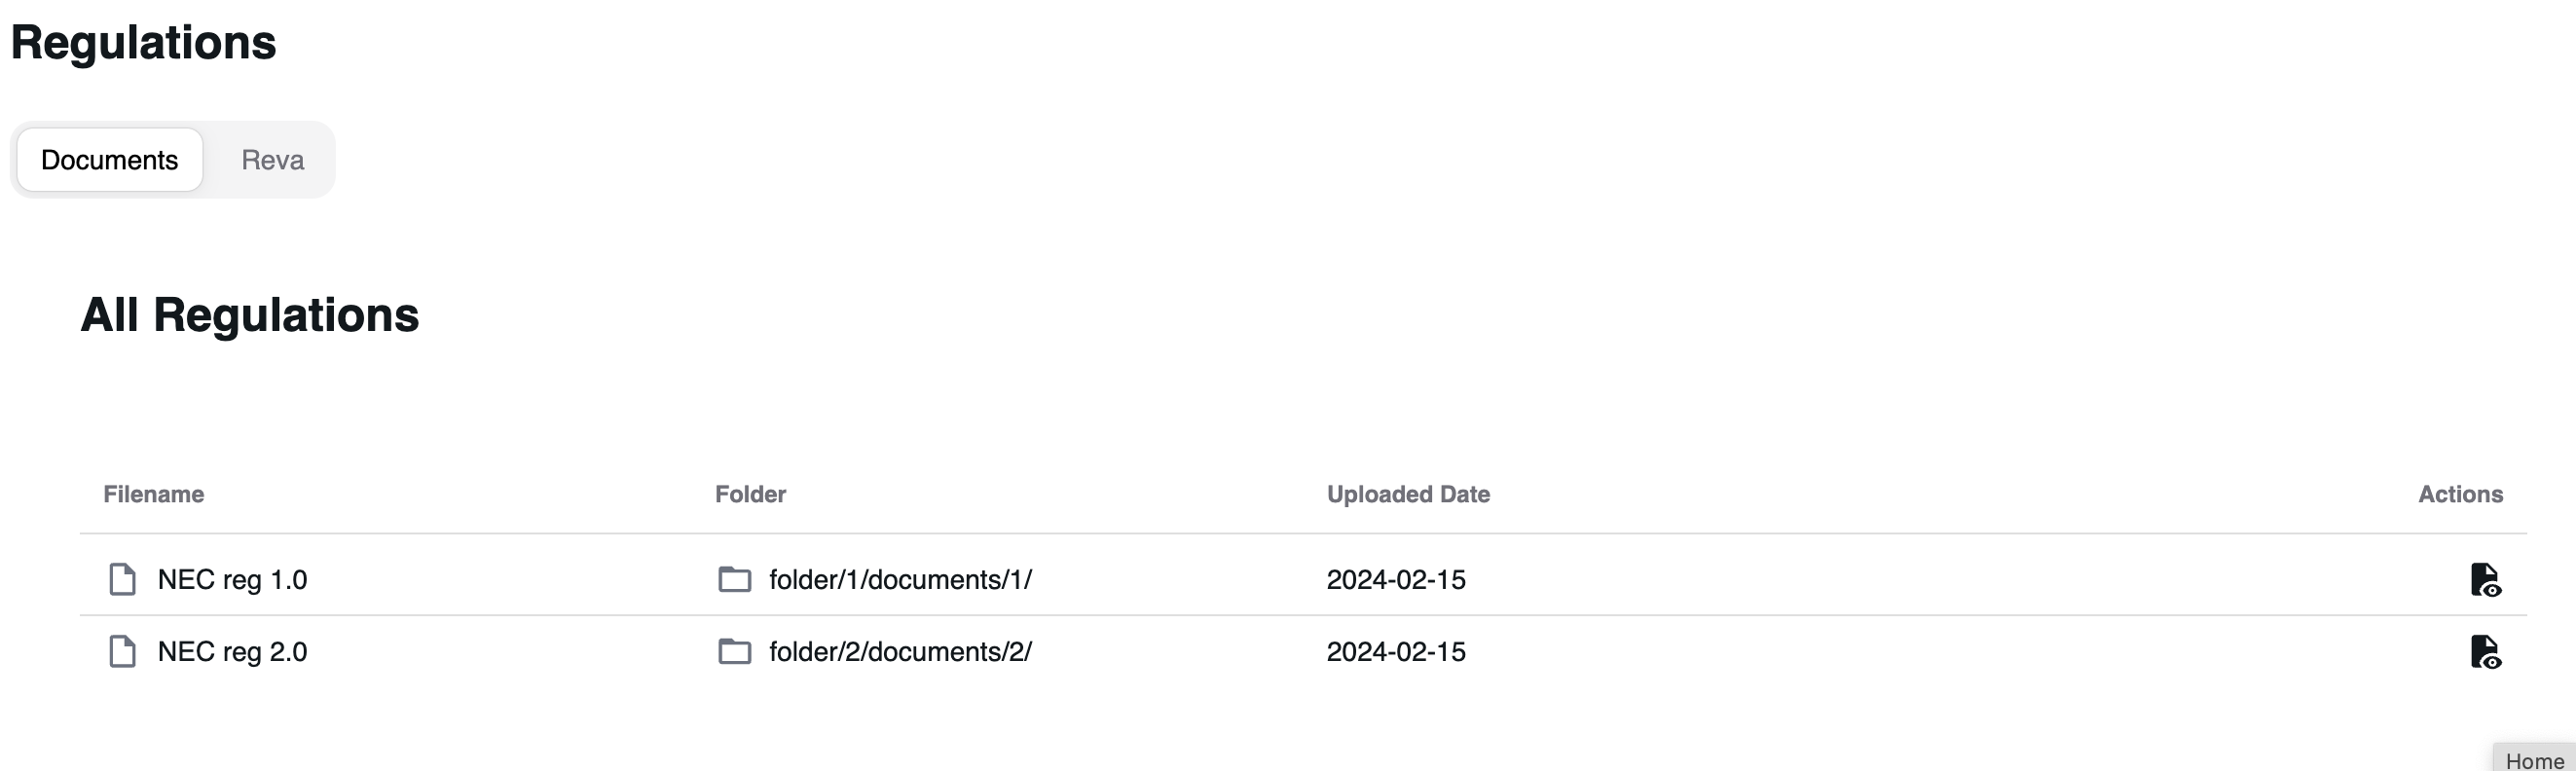 Regulations
Documents Reva
All Regulations
Filename Folder Uploaded Date Actions
NEC reg 1.0 folder/1/documents/1/ 2024-02-15
NEC reg 2.0 folder/2/documents/2/ 2024-02-15
Home